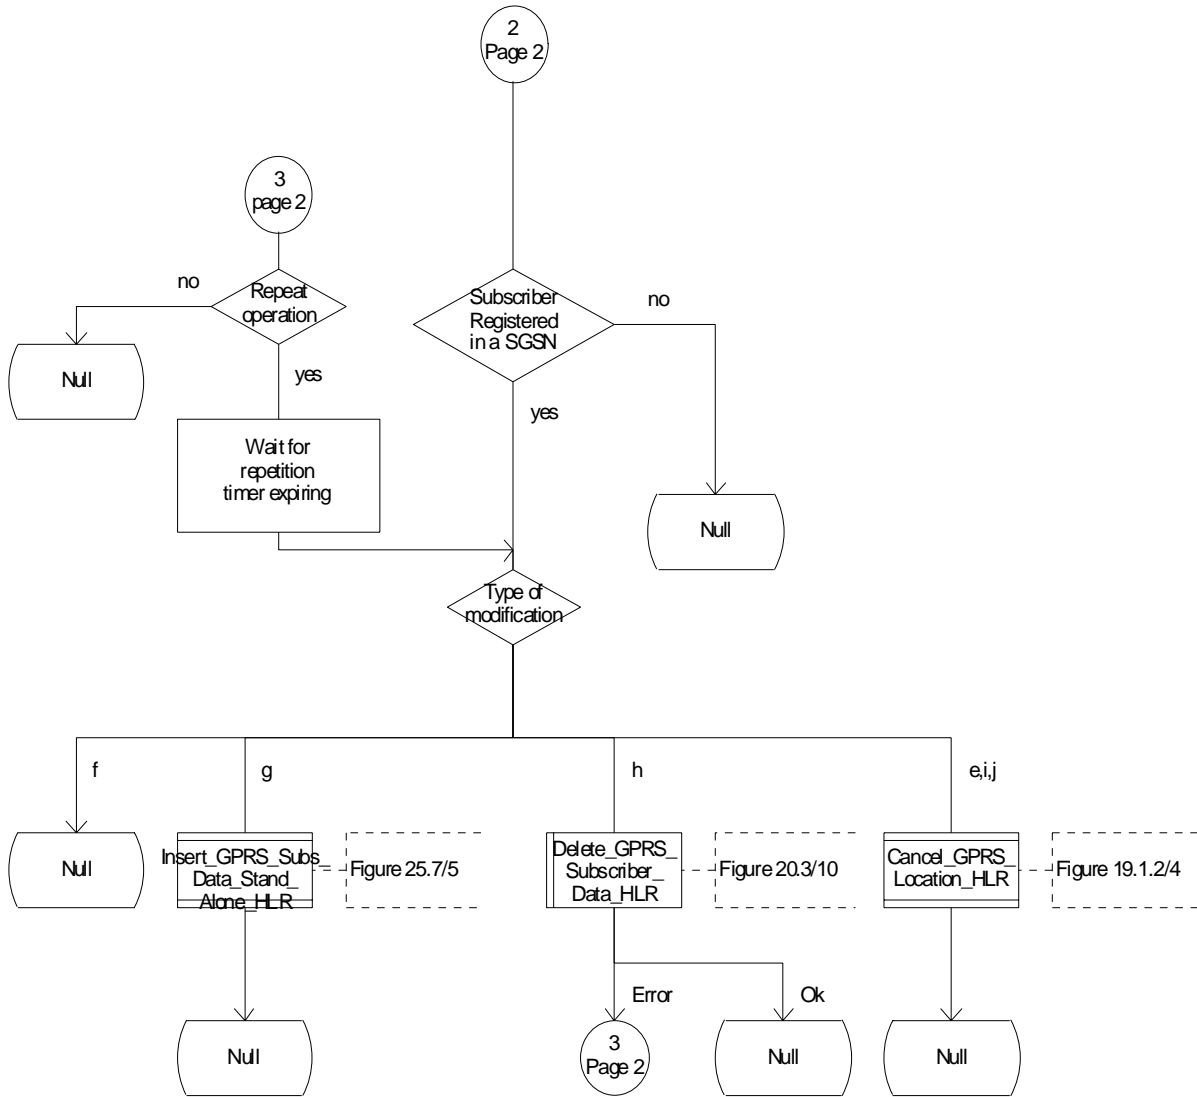 2
Page 2
3
page 2
no
Repeat
operation
Subscriber
Registered
in a SGSN
no
Null
yes
yes
Wait for
repetition
timer expiring
Null
Type of
modification
f
g
h
e,i,j
Null
Insert_GPRS_Subs_
Data_Stand_
Alone_HLR
Figure 25.7/5
Delete_GPRS_
Subscriber_
Data_HLR
Figure 20.3/10
Cancel_GPRS_
Location_HLR
Figure 19.1.2/4
Error
Ok
Null
3
Page 2
Null
Null